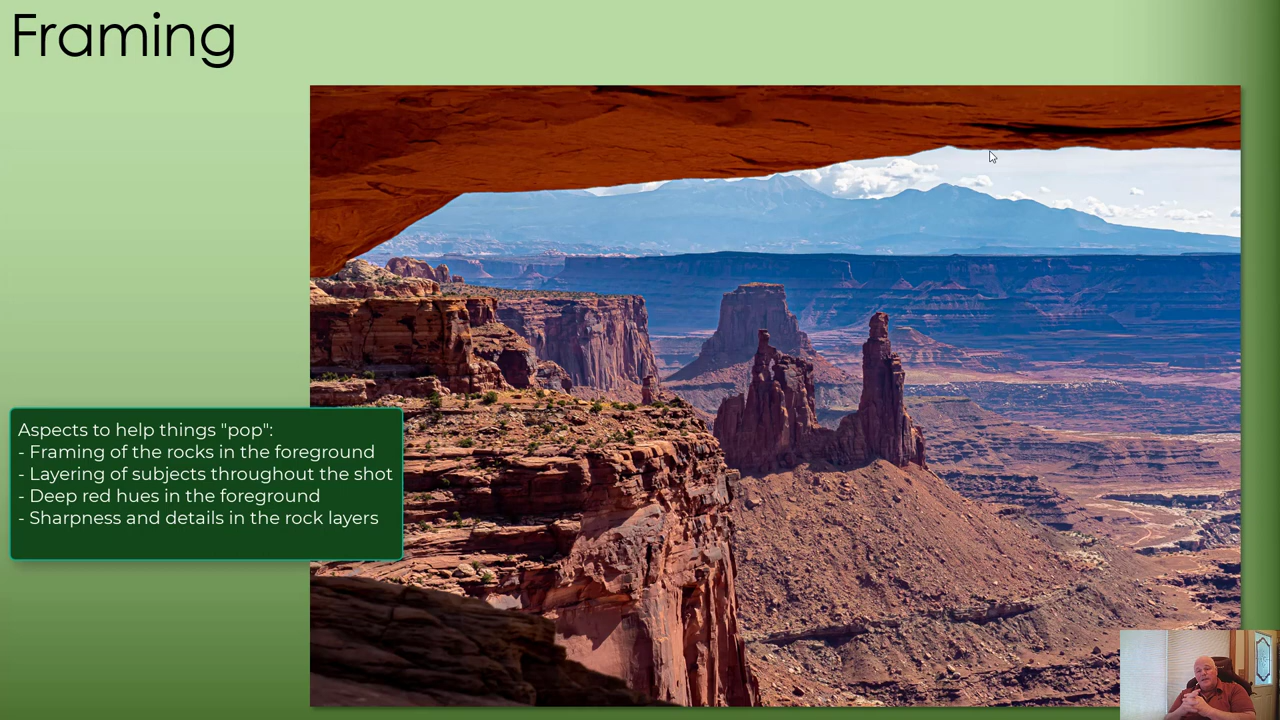 Framing
Aspects to help things "pop":
- Framing of the rocks in the foreground
- Layering of subjects throughout the shot
- Deep red hues in the foreground
- Sharpness and details in the rock layers